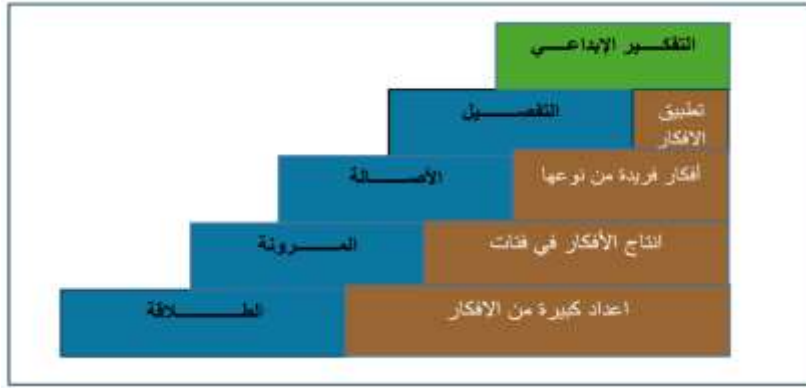 التفكير الإبداعي
تطبيق
الافكار
التفصيل
أفكار فريدة من نوعها
الأصالة
انتاج الأفكار في فئات
المرونة
اعداد كبيرة من الافكار
الطلاقة